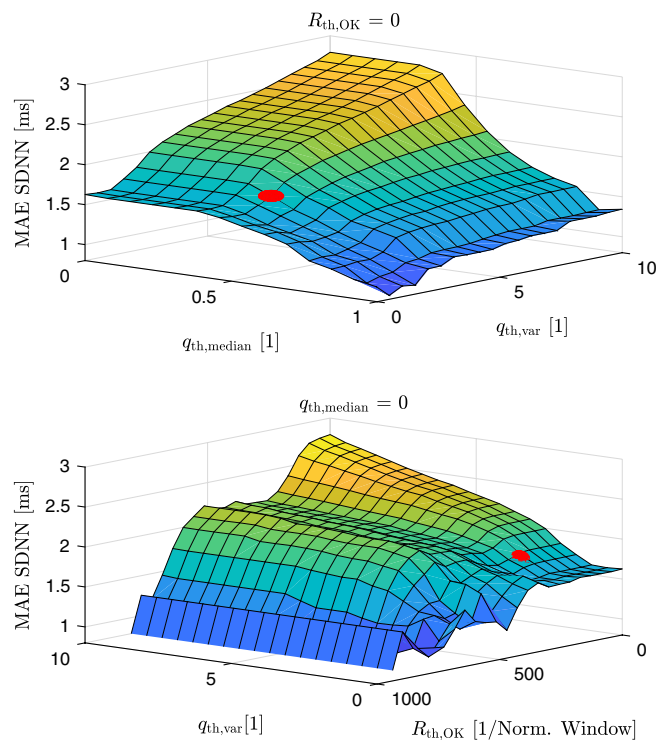 R_th,OK = 0
MAE SDNN [ms]
3
2.5
2
1.5
1
0
0.5
1
0
5
10
q_th,median [1]
q_th,var [1]
q_th,median = 0
MAE SDNN [ms]
3
2.5
2
1.5
1
10
5
0
1000
500
0
q_th,var[1]
R_th,OK [1/Norm. Window]